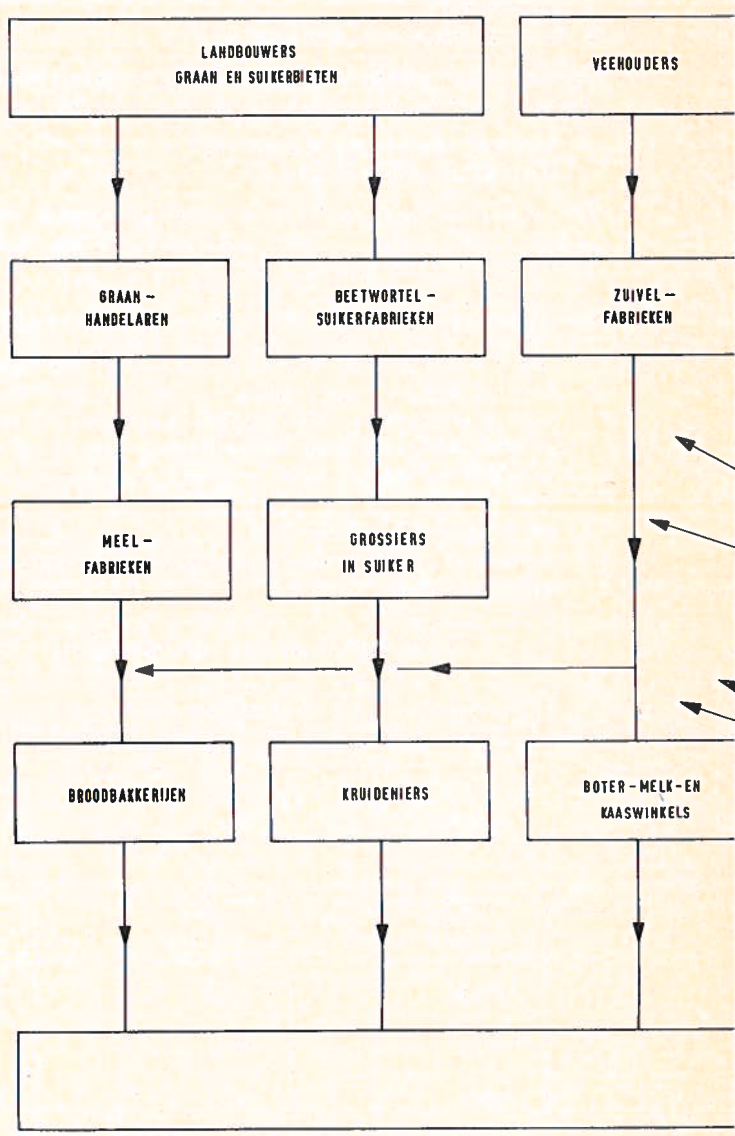 LANDBOUWERS
GRAAN EN SUIKERBIETEN
VEEHOUDERS
GRAAN-
HANDELAREN
BEETWORTEL-
SUIKERFABRIEKEN
ZUIVEL-
FABRIEKEN
MEEL-
FABRIEKEN
GROSSIERS
IN SUIKER
BROODBAKKERIJEN
KRUIDENIERS
BOTER-MELK-EN
KAASWINKELS